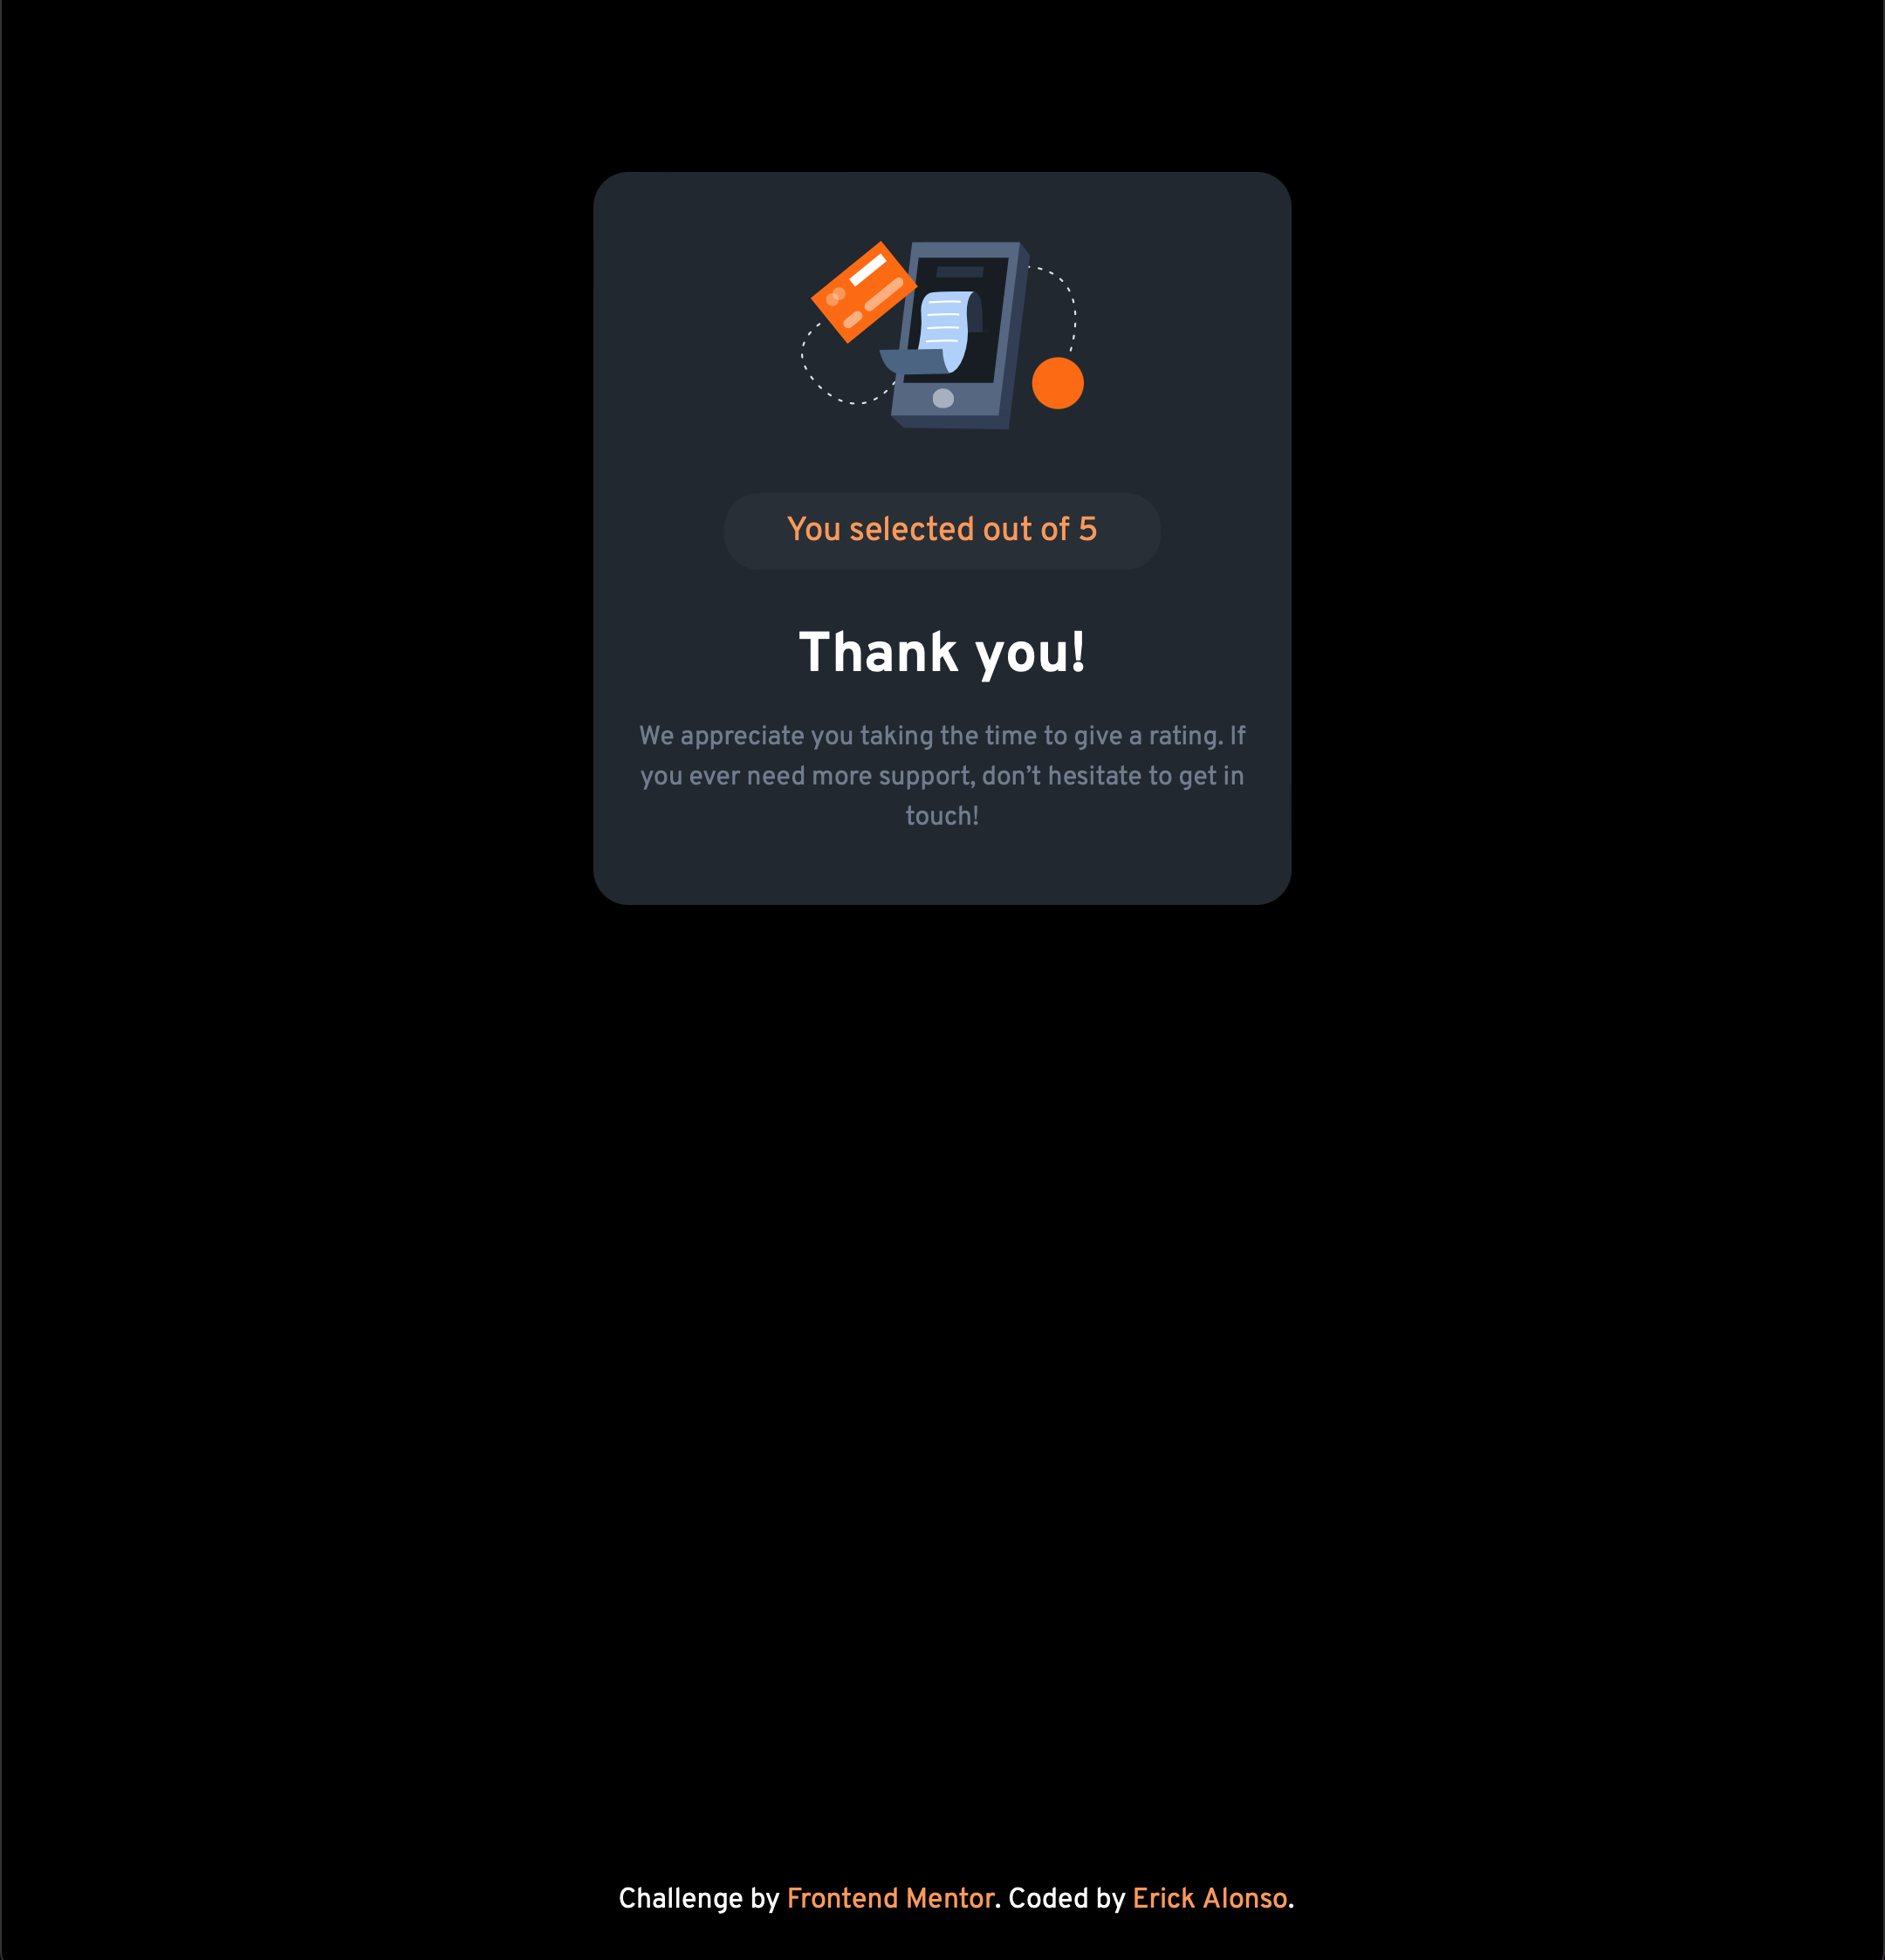 You selected out of 5
Thank you!
We appreciate you taking the time to give a rating. If
you ever need more support, don’t hesitate to get in
touch!
Challenge by Frontend Mentor. Coded by Erick Alonso.